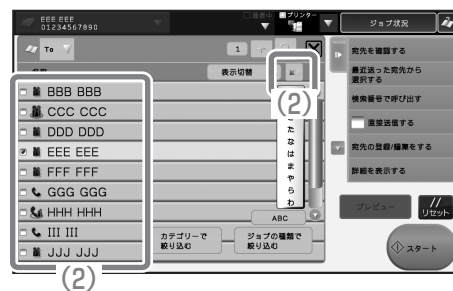 EEE EEE
01234567890
通信中
プリンター
ジョブ状況
To
1
表示切替
宛先を確認する
最近送った宛先から
選択する
検索番号で呼び出す
直接送信する
宛先の登録/編集をする
詳細を表示する
(2)
BBB BBB
CCC CCC
DDD DDD
EEE EEE
FFF FFF
GGG GGG
HHH HHH
III III
JJJ JJJ
(2)
た
な
は
ま
や
ら
わ
ABC
カテゴリーで
絞り込む
ジョブの種類で
絞り込む
プレビュー
リセット
スタート